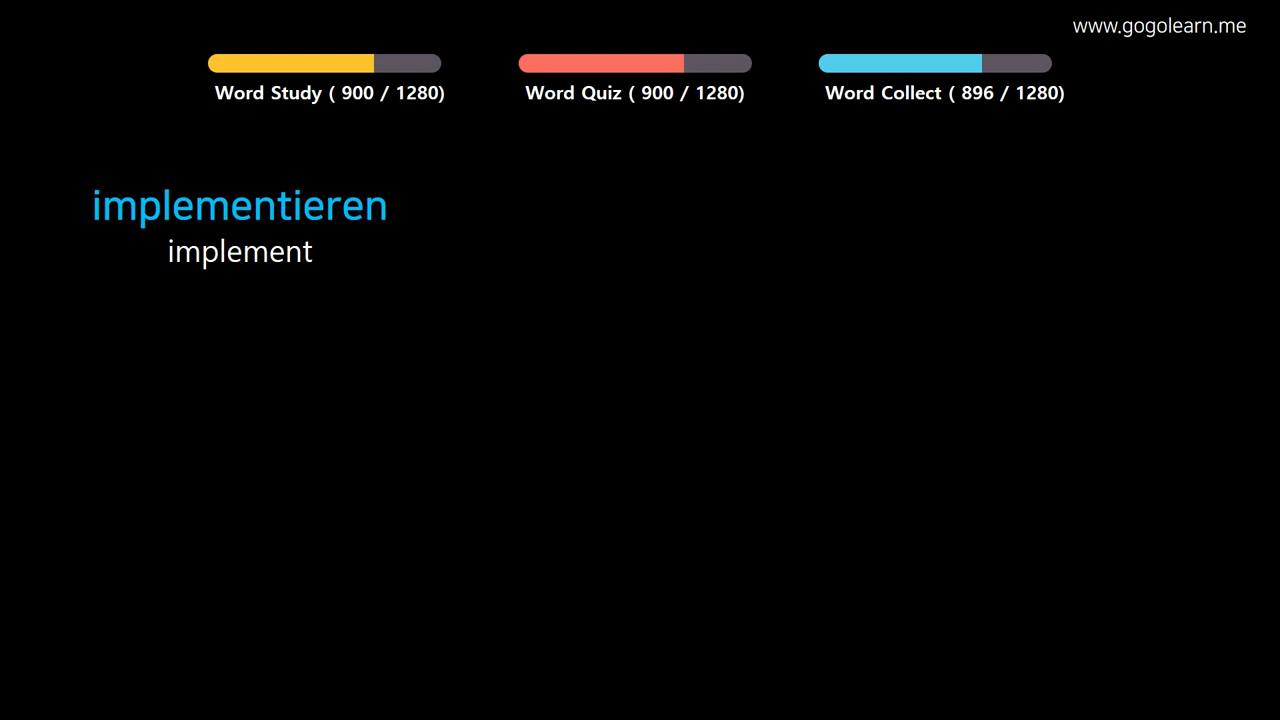 www.gogolearn.me
Word Study ( 900 / 1280)
Word Quiz ( 900 / 1280)
Word Collect ( 896 / 1280)
implementieren
implement